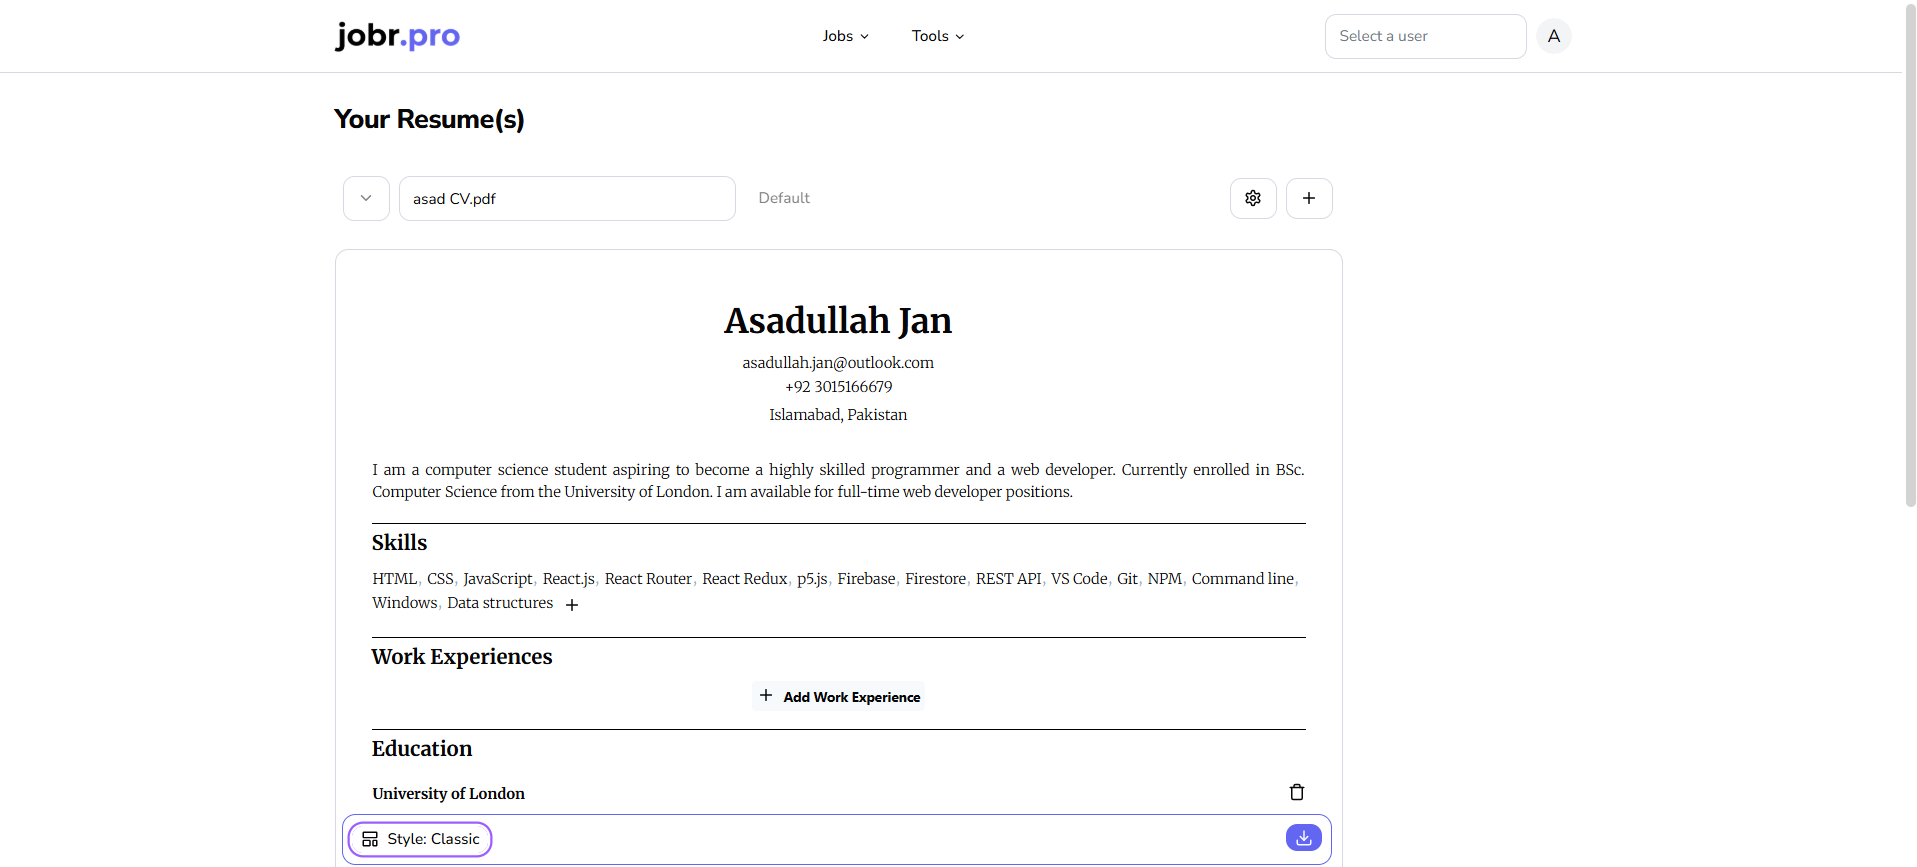 jobr.pro
Jobs
Tools
Select a user
A
Your Resume(s)
asad CV.pdf
Default
Asadullah Jan
asadullah.jan@outlook.com
+92 3015166679
Islamabad, Pakistan
I am a computer science student aspiring to become a highly skilled programmer and a web developer. Currently enrolled in BSc.
Computer Science from the University of London. I am available for full-time web developer positions.
Skills
HTML, CSS, JavaScript, React.js, React Router, React Redux, p5.js, Firebase, Firestore, REST API, VS Code, Git, NPM, Command line,
Windows, Data structures
Work Experiences
Add Work Experience
Education
University of London
Style: Classic